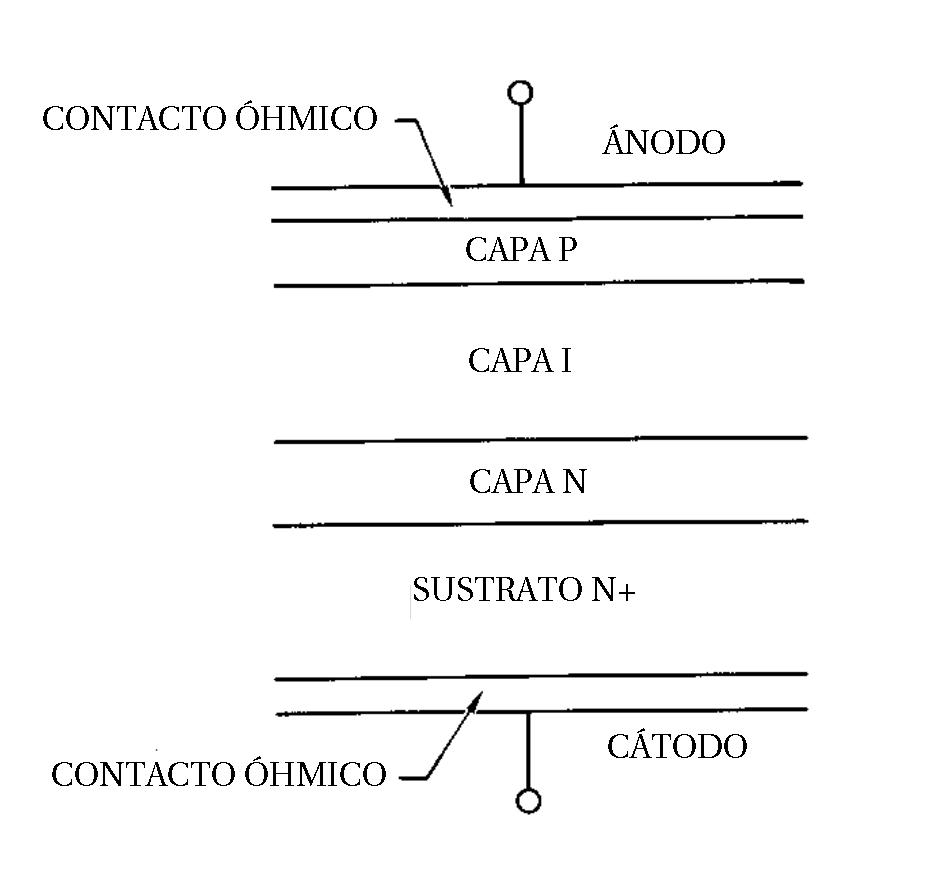 CONTACTO ÓHMICO
ÁNODO
CAPA P
CAPA I
CAPA N
SUSTRATO N+
CÁTODO
CONTACTO ÓHMICO